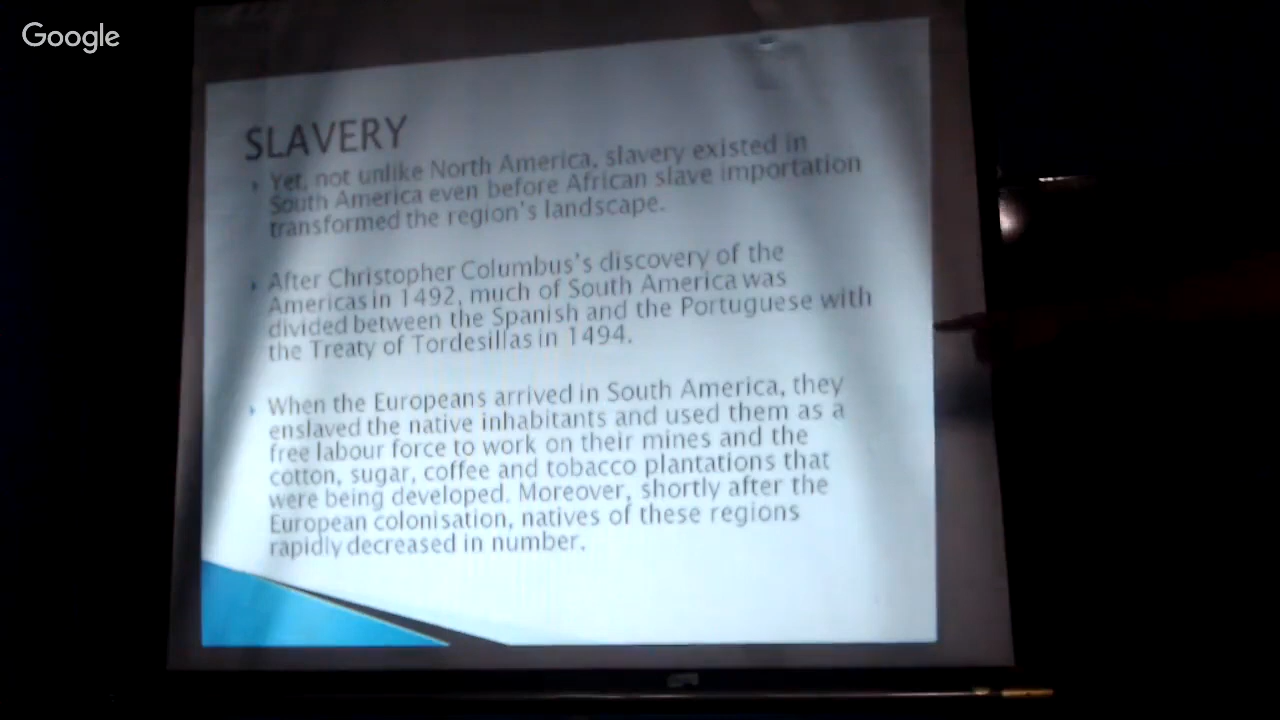 Google
SLAVERY
Yet, not unlike North America, slavery existed in
South America even before African slave importation
transformed the region's landscape.
After Christopher Columbus's discovery of the
Americas in 1492, much of South America was
divided between the Spanish and the Portuguese with
the Treaty of Tordesillas in 1494.
When the Europeans arrived in South America, they
enslaved the native inhabitants and used them as a
free labour force to work on their mines and the
cotton, sugar, coffee and tobacco plantations that
were being developed. Moreover, shortly after the
European colonisation, natives of these regions
rapidly decreased in number.